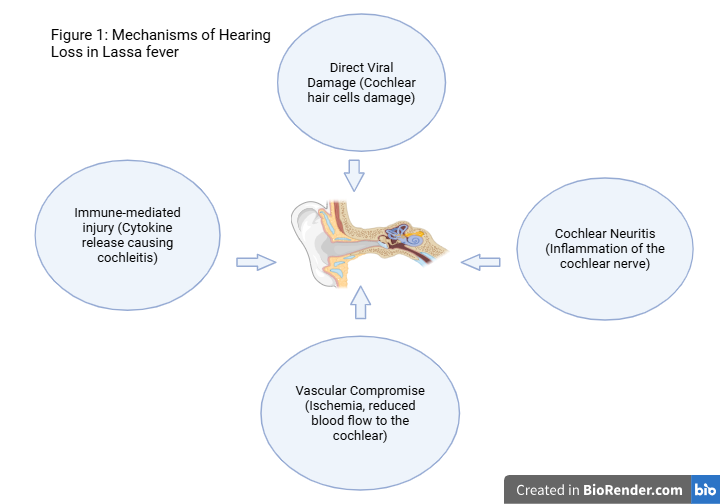 Figure 1: Mechanisms of Hearing
Loss in Lassa fever
Direct Viral
Damage (Cochlear
hair cells damage)
Immune-mediated
injury (Cytokine
release causing
cochleitis)
Cochlear Neuritis
(Inflammation of the
cochlear nerve)
Vascular Compromise
(Ischemia, reduced
blood flow to the
cochlear)
Created in BioRender.com bio